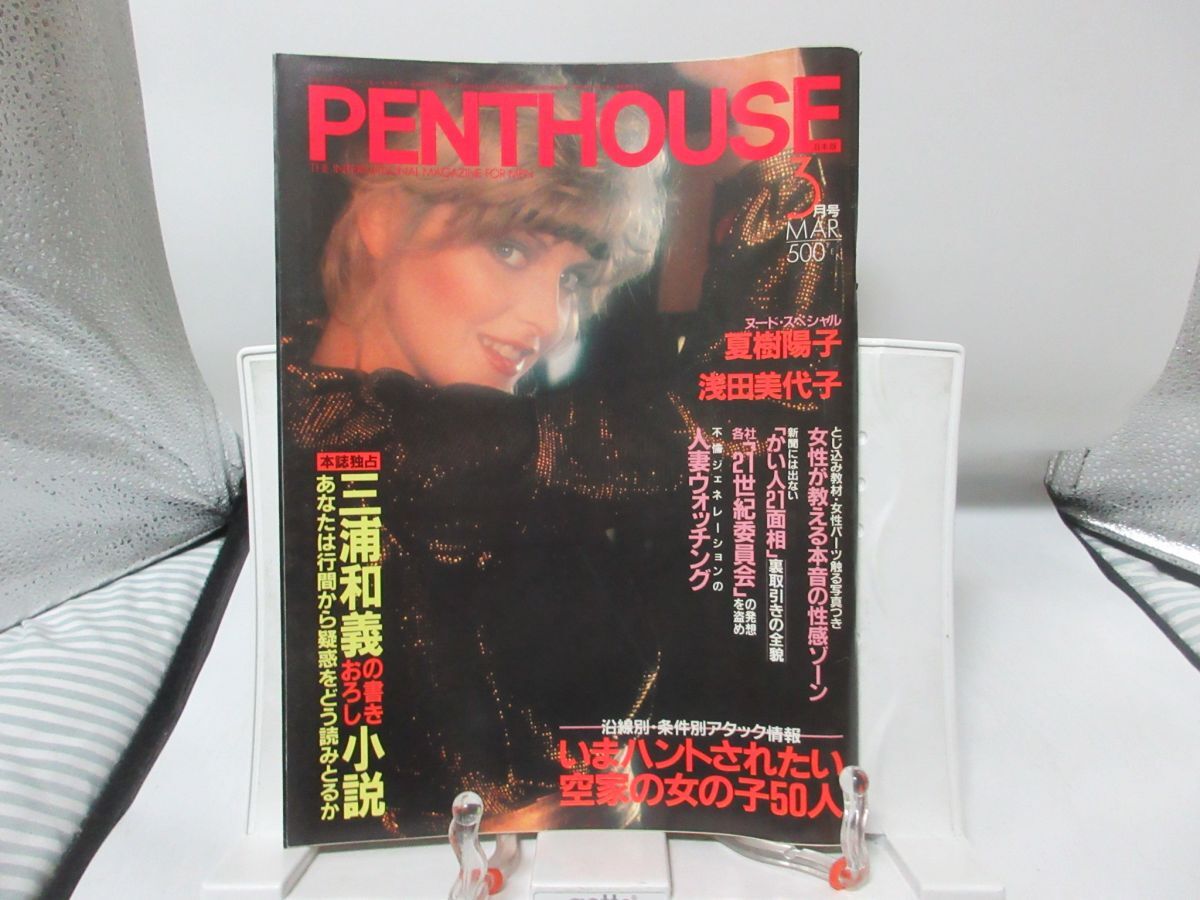 PENTHOUSE
日本版
THE INTERNATIONAL MAGAZINE FOR MEN
3月号
MAR.
500
ヌード・スペシャル
夏樹陽子
浅田美代子
とじ込み教材・女性パーツ触る写真つき
女性が教える本音の性感ゾーン
新聞には出ない
「かい人21面相」裏取引きの全貌
各社「21世紀委員会」の発想を盗め
不倫ジェネレーションの
人妻ウォッチング
本誌独占
三浦和義の書きおろし小説
あなたは行間から疑惑をどう読みとるか
沿線別・条件別アタック情報
いまハントされたい
空家の女の子50人